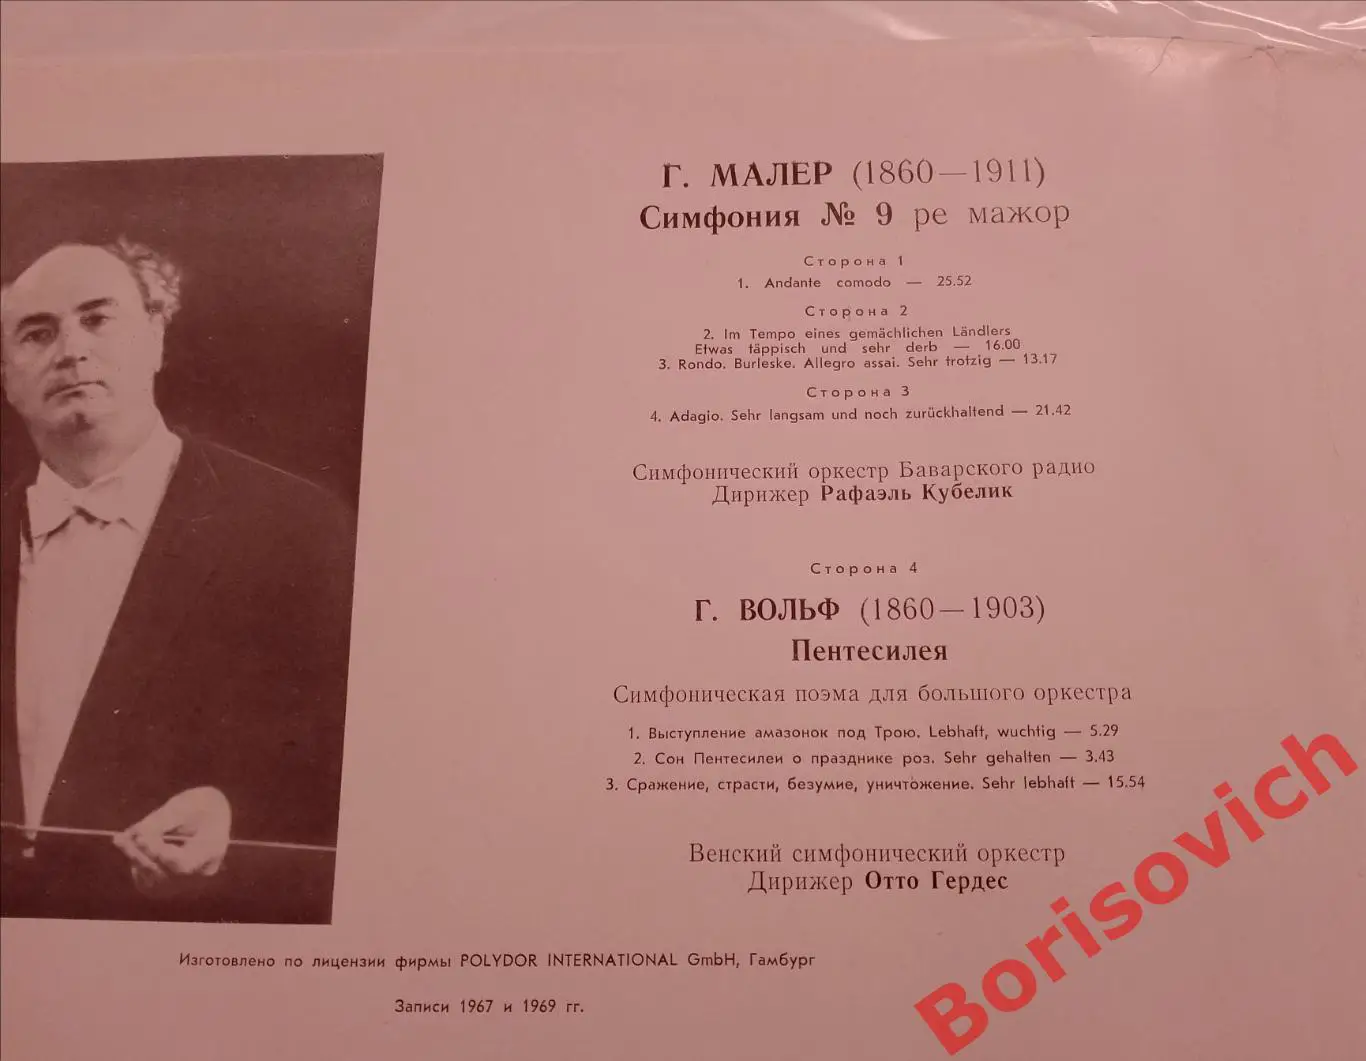 Г. МАЛЕР (1860—1911)
Симфония № 9 ре мажор
Сторона 1
1. Andante comodo — 25.52
Сторона 2
2. Im Tempo eines gemächlichen Ländlers
Etwas täppisch und sehr derb — 16.00
3. Rondo. Burleske. Allegro assai. Sehr trotzig — 13.17
Сторона 3
4. Adagio. Sehr langsam und noch zurückhaltend — 21.42
Симфонический оркестр Баварского радио
Дирижер Рафаэль Кубелик
Сторона 4
Г. ВОЛЬФ (1860—1903)
Пентесилея
Симфоническая поэма для большого оркестра
1. Выступление амазонок под Трою. Lebhaft, wuchtig — 5.29
2. Сон Пентесилеи о празднике роз. Sehr gehalten — 3.43
3. Сражение, страсти, безумие, уничтожение. Sehr lebhaft — 15.54
Венский симфонический оркестр
Дирижер Отто Гердес
Изготовлено по лицензии фирмы POLYDOR INTERNATIONAL GmbH, Гамбург
Записи 1967 и 1969 гг.
Borisovich